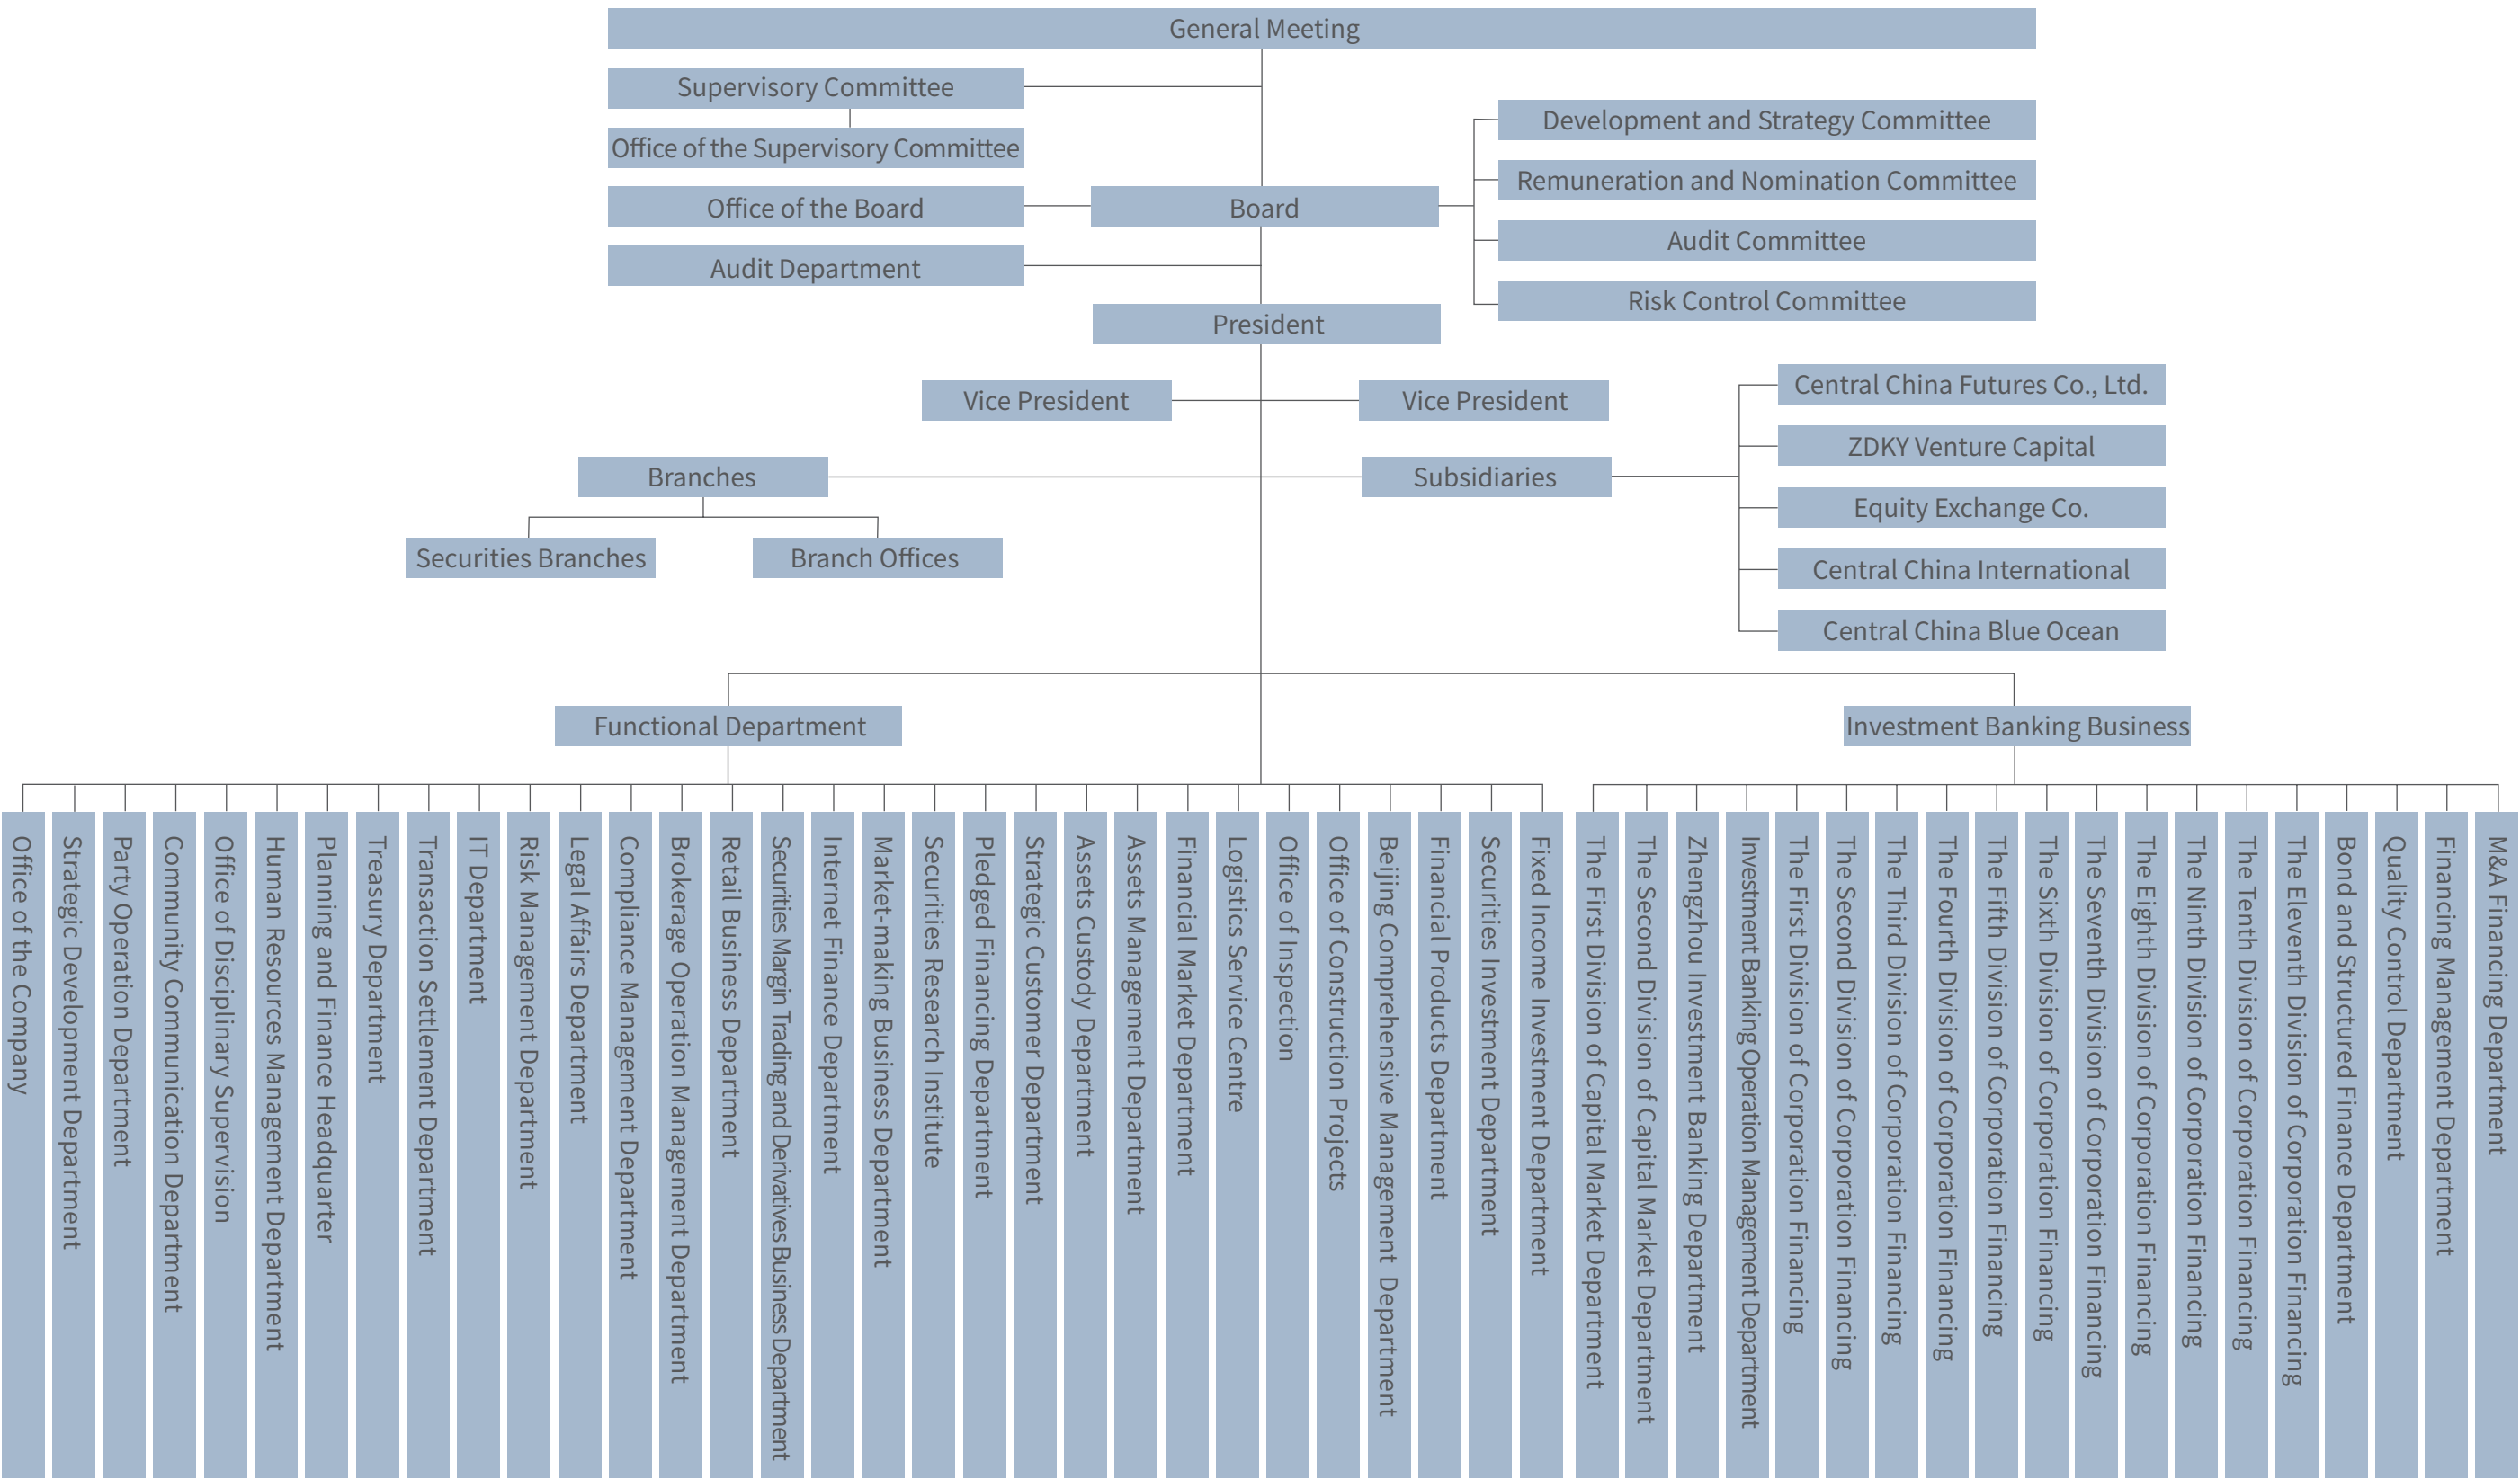 General Meeting
Supervisory Committee
Office of the Supervisory Committee
Office of the Board
Board
Audit Department
Development and Strategy Committee
Remuneration and Nomination Committee
Audit Committee
Risk Control Committee
President
Vice President
Vice President
Branches
Subsidiaries
Securities Branches
Branch Offices
Central China Futures Co., Ltd.
ZDKY Venture Capital
Equity Exchange Co.
Central China International
Central China Blue Ocean
Functional Department
Investment Banking Business
Office of the Company
Strategic Development Department
Party Operation Department
Community Communication Department
Office of Disciplinary Supervision
Human Resources Management Department
Planning and Finance Headquarter
Treasury Department
Transaction Settlement Department
IT Department
Risk Management Department
Legal Affairs Department
Compliance Management Department
Brokerage Operation Management Department
Retail Business Department
Securities Margin Trading and Derivatives Business Department
Internet Finance Department
Market-making Business Department
Securities Research Institute
Pledged Financing Department
Strategic Customer Department
Assets Custody Department
Assets Management Department
Financial Market Department
Logistics Service Centre
Office of Inspection
Office of Construction Projects
Beijing Comprehensive Management Department
Financial Products Department
Securities Investment Department
Fixed Income Investment Department
The First Division of Capital Market Department
The Second Division of Capital Market Department
Zhengzhou Investment Banking Department
Investment Banking Operation Management Department
The First Division of Corporation Financing
The Second Division of Corporation Financing
The Third Division of Corporation Financing
The Fourth Division of Corporation Financing
The Fifth Division of Corporation Financing
The Sixth Division of Corporation Financing
The Seventh Division of Corporation Financing
The Eighth Division of Corporation Financing
The Ninth Division of Corporation Financing
The Tenth Division of Corporation Financing
The Eleventh Division of Corporation Financing
Bond and Structured Finance Department
Quality Control Department
Financing Management Department
M&A Financing Department